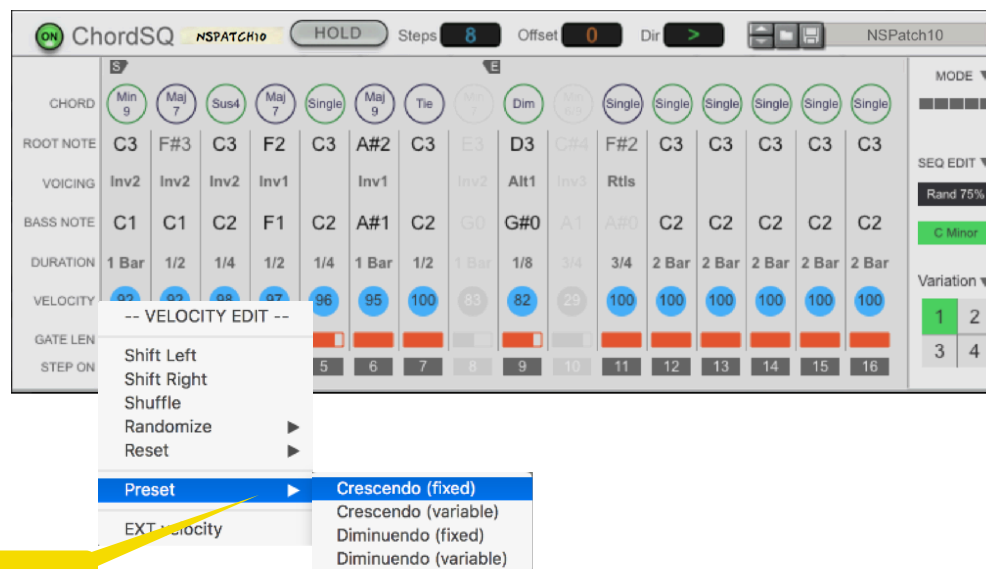 ON ChordSQ NSPATCH10 HOLD Steps 8 Offset 0 Dir > NSPatch10
S E
MODE
CHORD Min 9 Maj 7 Sus4 Maj 7 Single Maj 9 Tie Min 7 Dim Single Single Single Single Single Single
ROOT NOTE C3 F#3 C3 F2 C3 A#2 C3 E3 D3 C#4 F#2 C3 C3 C3 C3 C3
SEQ EDIT
VOICING Inv2 Inv2 Inv2 Inv1 Inv1 Inv2 Alt1 Inv3 Rtls
Rand 75%
BASS NOTE C1 C1 C2 F1 C2 A#1 C2 G0 G#0 A1 A#0 C2 C2 C2 C2 C2
C Minor
DURATION 1 Bar 1/2 1/4 1/2 1/4 1 Bar 1/2 1 Bar 1/8 3/4 3/4 2 Bar 2 Bar 2 Bar 2 Bar 2 Bar
Variation
VELOCITY 92 92 98 97 96 95 100 83 82 29 100 100 100 100 100 100
1 2
GATE LEN
3 4
STEP ON 5 6 7 8 9 10 11 12 13 14 15 16
-- VELOCITY EDIT --
Shift Left
Shift Right
Shuffle
Randomize
Reset
Preset
EXT velocity
Crescendo (fixed)
Crescendo (variable)
Diminuendo (fixed)
Diminuendo (variable)